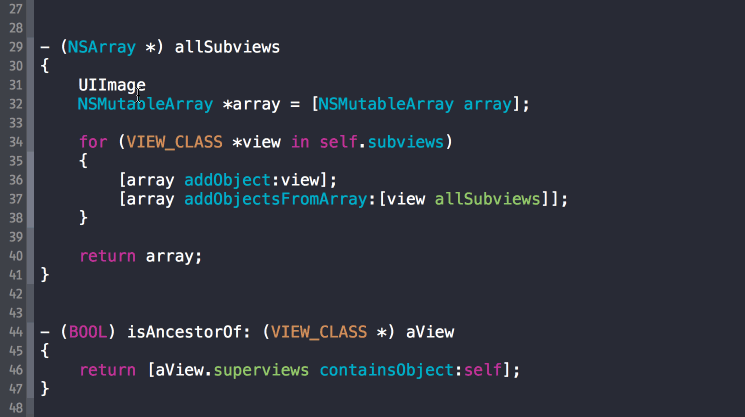 27
28
29 - (NSArray *) allSubviews
30 {
31 UIImage
32 NSMutableArray *array = [NSMutableArray array];
33
34 for (VIEW_CLASS *view in self.subviews)
35 {
36 [array addObject:view];
37 [array addObjectsFromArray:[view allSubviews]];
38 }
39
40 return array;
41 }
42
43
44 - (BOOL) isAncestorOf: (VIEW_CLASS *) aView
45 {
46 return [aView.superviews containsObject:self];
47 }
48